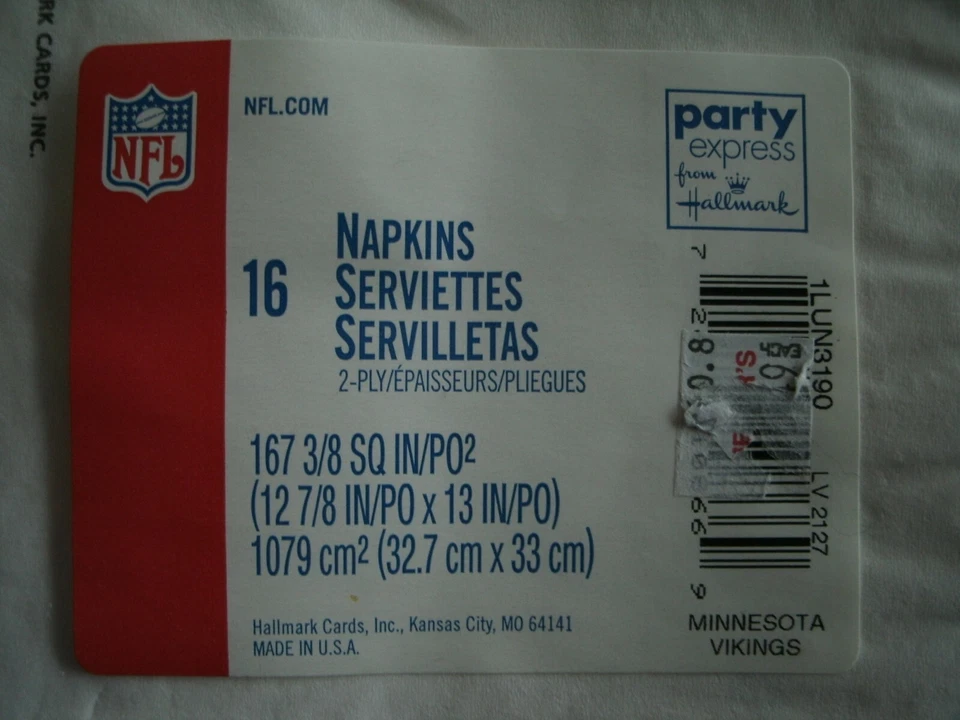 RK CARDS, INC.
NFL
NFL.COM
party
express
from
Hallmark
16
NAPKINS
SERVIETTES
SERVILLETAS
2-PLY/ÉPAISSEURS/PLIEGUES
167 3/8 SQ IN/PO²
(12 7/8 IN/PO x 13 IN/PO)
1079 cm² (32.7 cm x 33 cm)
Hallmark Cards, Inc., Kansas City, MO 64141
MADE IN U.S.A.
1LUN3190
LV 2127
7
9
MINNESOTA
VIKINGS